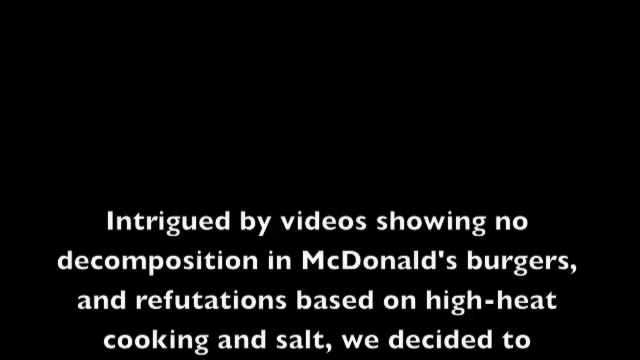 Intrigued by videos showing no
decomposition in McDonald's burgers,
and refutations based on high-heat
cooking and salt, we decided to